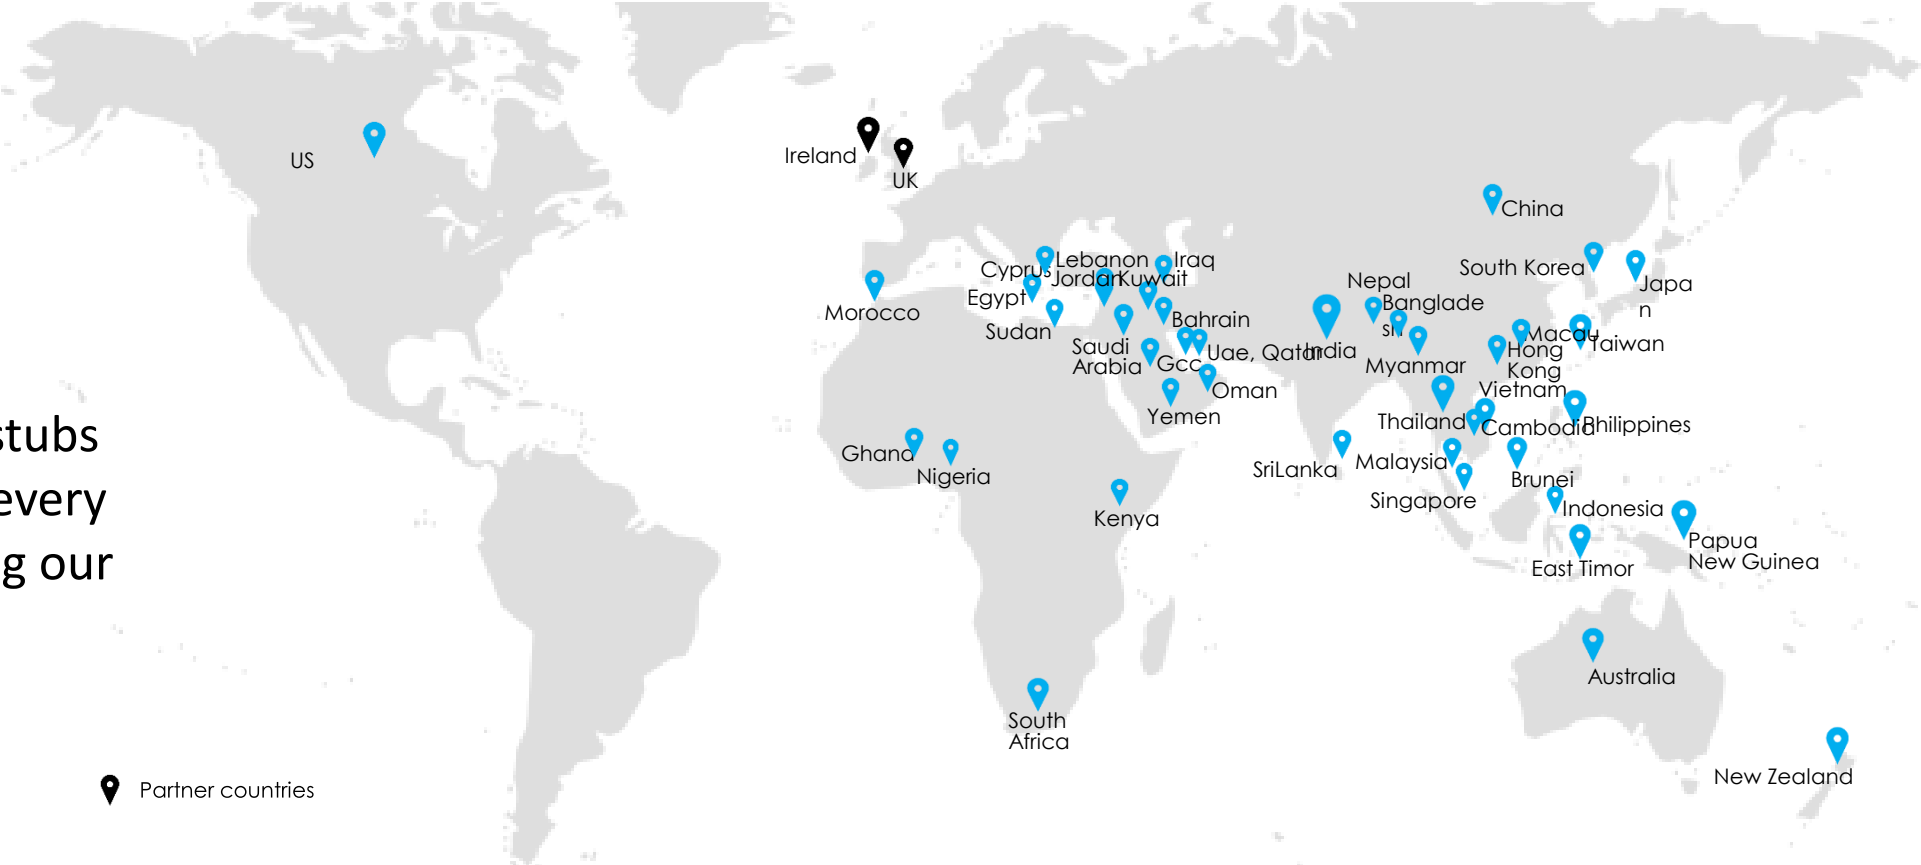 US
Ireland
UK
China
Cyprus
Lebanon
Iraq
South Korea
Jordan
Kuwait
Nepal
Japa
n
Egypt
Morocco
Banglade
sh
Sudan
Bahrain
Macau
Taiwan
Saudi
Arabia
Gcc
Uae, Qatar
India
Myanmar
Hong
Kong
Oman
Vietnam
Yemen
Thailand
Cambodia
Philippines
stubs
every
g our
Ghana
Nigeria
SriLanka
Malaysia
Brunei
Singapore
Indonesia
Kenya
Papua
New Guinea
East Timor
Australia
South
Africa
New Zealand
Partner countries